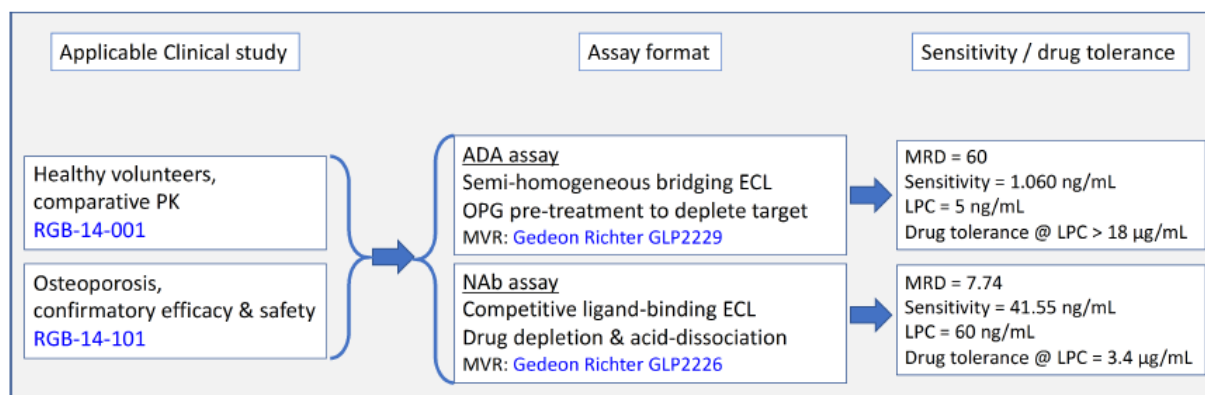 Applicable Clinical study
Assay format
Sensitivity / drug tolerance
Healthy volunteers,
comparative PK
RGB-14-001
Osteoporosis,
confirmatory efficacy & safety
RGB-14-101
ADA assay
Semi-homogeneous bridging ECL
OPG pre-treatment to deplete target
MVR: Gedeon Richter GLP2229
NAb assay
Competitive ligand-binding ECL
Drug depletion & acid-dissociation
MVR: Gedeon Richter GLP2226
MRD = 60
Sensitivity = 1.060 ng/mL
LPC = 5 ng/mL
Drug tolerance @ LPC > 18 µg/mL
MRD = 7.74
Sensitivity = 41.55 ng/mL
LPC = 60 ng/mL
Drug tolerance @ LPC = 3.4 µg/mL